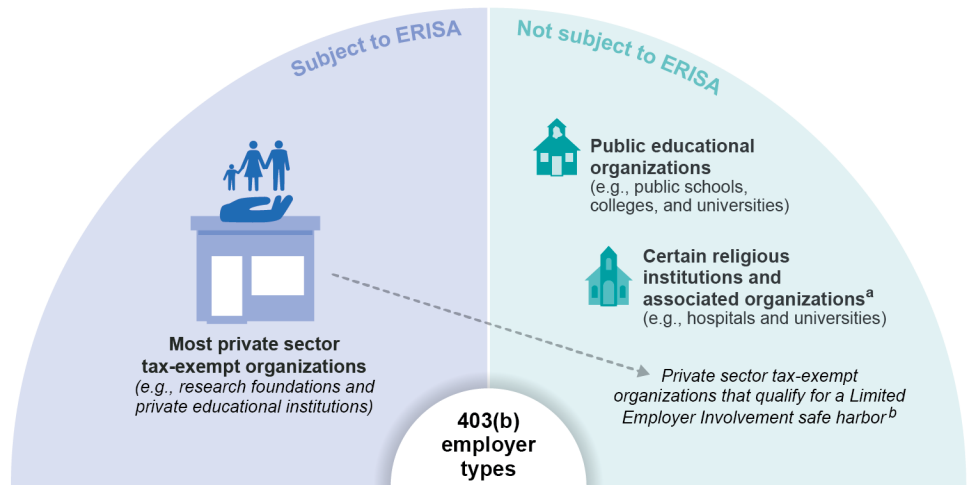 Subject to ERISA
Not subject to ERISA
Most private sector
tax-exempt organizations
(e.g., research foundations and
private educational institutions)
Public educational
organizations
(e.g., public schools,
colleges, and universities)
Certain religious
institutions and
associated organizationsᵃ
(e.g., hospitals and universities)
Private sector tax-exempt
organizations that qualify for a Limited
Employer Involvement safe harborᵇ
403(b)
employer
types